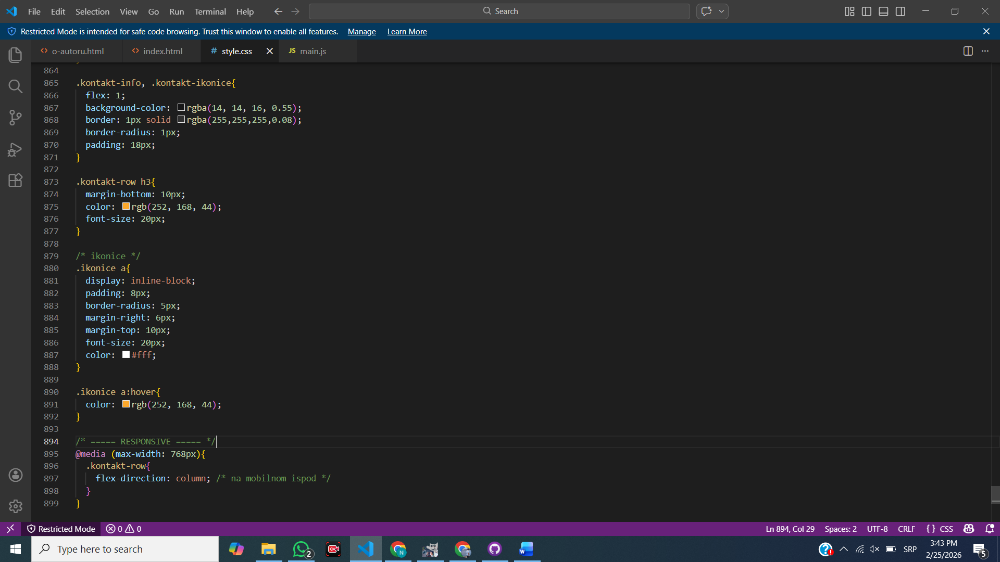 File Edit Selection View Go Run Terminal Help Search
Restricted Mode is intended for safe code browsing. Trust this window to enable all features. Manage Learn More
o-autoru.html index.html # style.css JS main.js
864
865 .kontakt-info, .kontakt-ikonice{
866 flex: 1;
867 background-color: rgba(14, 14, 16, 0.55);
868 border: 1px solid rgba(255,255,255,0.08);
869 border-radius: 1px;
870 padding: 18px;
871 }
872
873 .kontakt-row h3{
874 margin-bottom: 10px;
875 color: rgb(252, 168, 44);
876 font-size: 20px;
877 }
878
879 /* ikonice */
880 .ikonice a{
881 display: inline-block;
882 padding: 8px;
883 border-radius: 5px;
884 margin-right: 6px;
885 margin-top: 10px;
886 font-size: 20px;
887 color: #fff;
888 }
889
890 .ikonice a:hover{
891 color: rgb(252, 168, 44);
892 }
893
894 /* ===== RESPONSIVE ===== */
895 @media (max-width: 768px){
896 .kontakt-row{
897 flex-direction: column; /* na mobilnom ispod */
898 }
899 }
Restricted Mode 0 0 Ln 894, Col 29 Spaces: 2 UTF-8 CRLF { } CSS
Type here to search 2 N W SRP 3:43 PM 5
2/25/2026